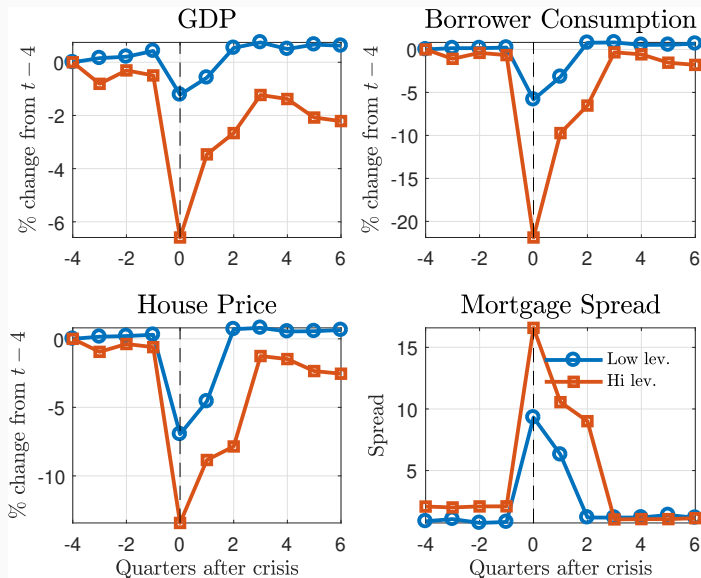 GDP
% change from t − 4
0
-2
-4
-6
-4 -2 0 2 4 6
Borrower Consumption
% change from t − 4
0
-5
-10
-15
-20
-4 -2 0 2 4 6
House Price
% change from t − 4
0
-5
-10
-4 -2 0 2 4 6
Quarters after crisis
Mortgage Spread
Spread
15
10
5
Low lev.
Hi lev.
-4 -2 0 2 4 6
Quarters after crisis